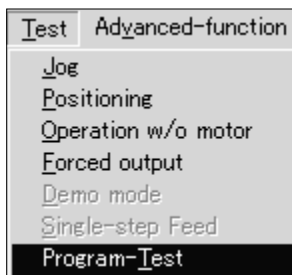 Test Advanced-function
Jog
Positioning
Operation w/o motor
Forced output
Demo mode
Single-step Feed
Program-Test